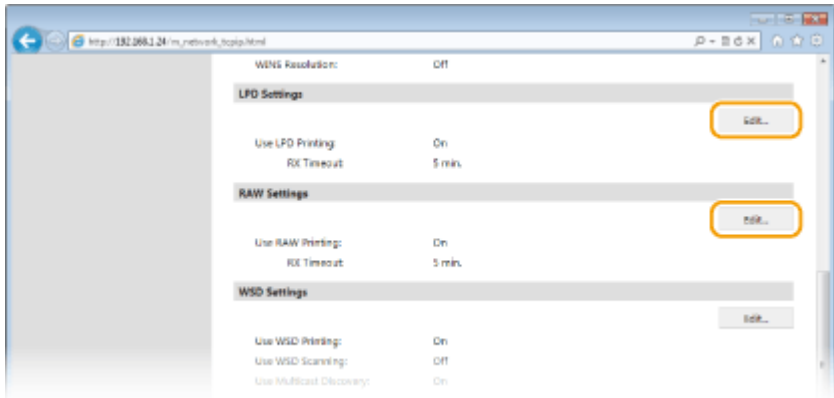 http://192.168.1.24/m_network_tcpip.html
WINS Resolution: Off
LPD Settings
Edit...
Use LPD Printing: On
RX Timeout: 5 min.
RAW Settings
Edit...
Use RAW Printing: On
RX Timeout: 5 min.
WSD Settings
Edit...
Use WSD Printing: On
Use WSD Scanning: Off
Use Multicast Discovery: On